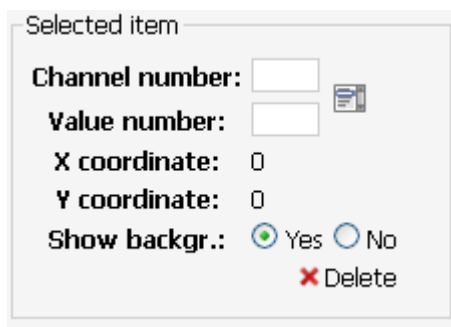 Selected item
Channel number:
Value number:
X coordinate: 0
Y coordinate: 0
Show backgr.: Yes No
Delete